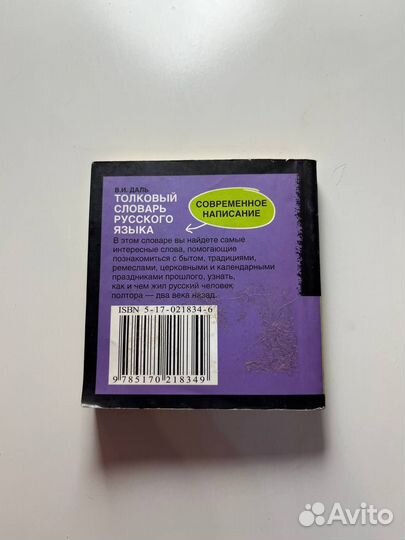 В.И. ДАЛЬ
ТОЛКОВЫЙ
СЛОВАРЬ
РУССКОГО
ЯЗЫКА
СОВРЕМЕННОЕ
НАПИСАНИЕ
В этом словаре вы найдете самые
интересные слова, помогающие
познакомиться с бытом, традициями,
ремеслами, церковными и календарными
праздниками прошлого, узнать,
как и чем жил русский человек
полтора — два века назад.
ISBN 5-17-021834-6
9 785170 218349
Avito